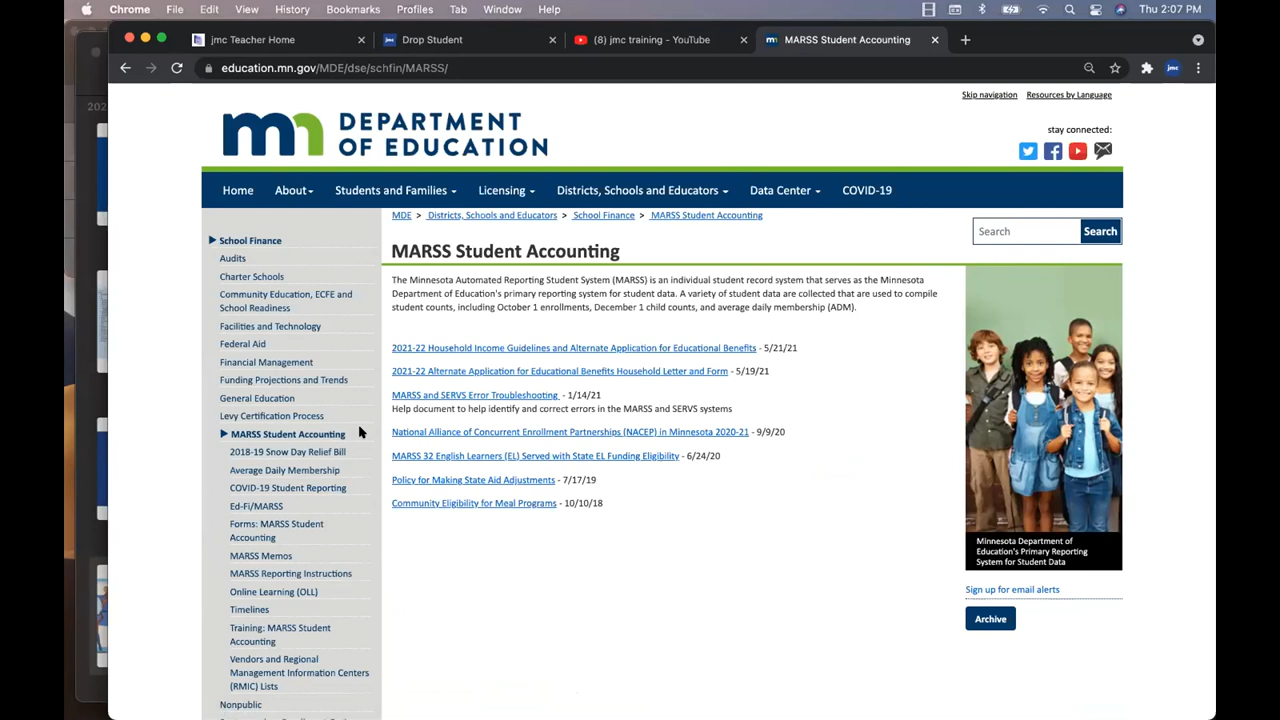 Chrome File Edit View History Bookmarks Profiles Tab Window Help Thu 2:07 PM
jmc Teacher Home
jmc Drop Student
(8) jmc training - YouTube
MARSS Student Accounting
education.mn.gov/MDE/dse/schfin/MARSS/
jmc
202
Skip navigation Resources by Language
mn DEPARTMENT
OF EDUCATION
stay connected:
Home About Students and Families Licensing Districts, Schools and Educators Data Center COVID-19
MDE > Districts, Schools and Educators > School Finance > MARSS Student Accounting
Search Search
School Finance
Audits
Charter Schools
Community Education, ECFE and
School Readiness
Facilities and Technology
Federal Aid
Financial Management
Funding Projections and Trends
General Education
Levy Certification Process
MARSS Student Accounting
2018-19 Snow Day Relief Bill
Average Daily Membership
COVID-19 Student Reporting
Ed-Fi/MARSS
Forms: MARSS Student
Accounting
MARSS Memos
MARSS Reporting Instructions
Online Learning (OLL)
Timelines
Training: MARSS Student
Accounting
Vendors and Regional
Management Information Centers
(RMIC) Lists
Nonpublic
MARSS Student Accounting
The Minnesota Automated Reporting Student System (MARSS) is an individual student record system that serves as the Minnesota
Department of Education's primary reporting system for student data. A variety of student data are collected that are used to compile
student counts, including October 1 enrollments, December 1 child counts, and average daily membership (ADM).
2021-22 Household Income Guidelines and Alternate Application for Educational Benefits - 5/21/21
2021-22 Alternate Application for Educational Benefits Household Letter and Form - 5/19/21
MARSS and SERVS Error Troubleshooting - 1/14/21
Help document to help identify and correct errors in the MARSS and SERVS systems
National Alliance of Concurrent Enrollment Partnerships (NACEP) in Minnesota 2020-21 - 9/9/20
MARSS 32 English Learners (EL) Served with State EL Funding Eligibility - 6/24/20
Policy for Making State Aid Adjustments - 7/17/19
Community Eligibility for Meal Programs - 10/10/18
Minnesota Department of
Education's Primary Reporting
System for Student Data
Sign up for email alerts
Archive